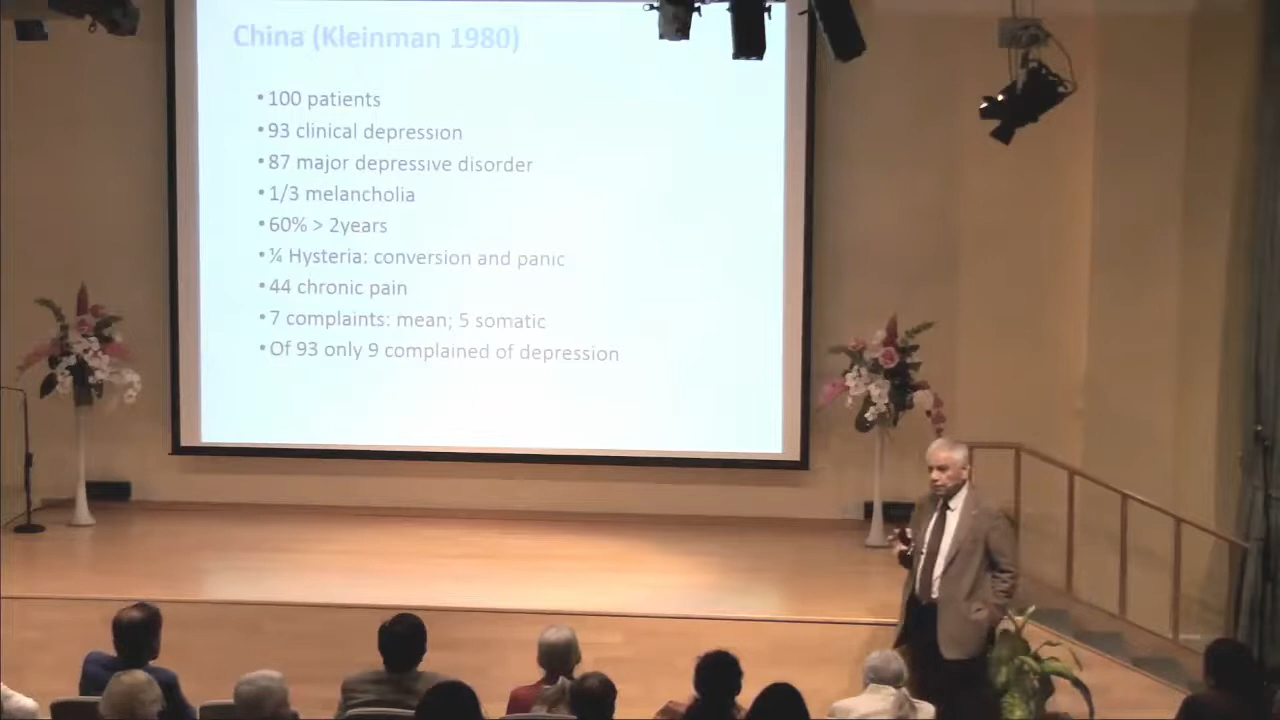 China (Kleinman 1980)
• 100 patients
• 93 clinical depression
• 87 major depressive disorder
• 1/3 melancholia
• 60% > 2years
• ¼ Hysteria: conversion and panic
• 44 chronic pain
• 7 complaints: mean; 5 somatic
• Of 93 only 9 complained of depression